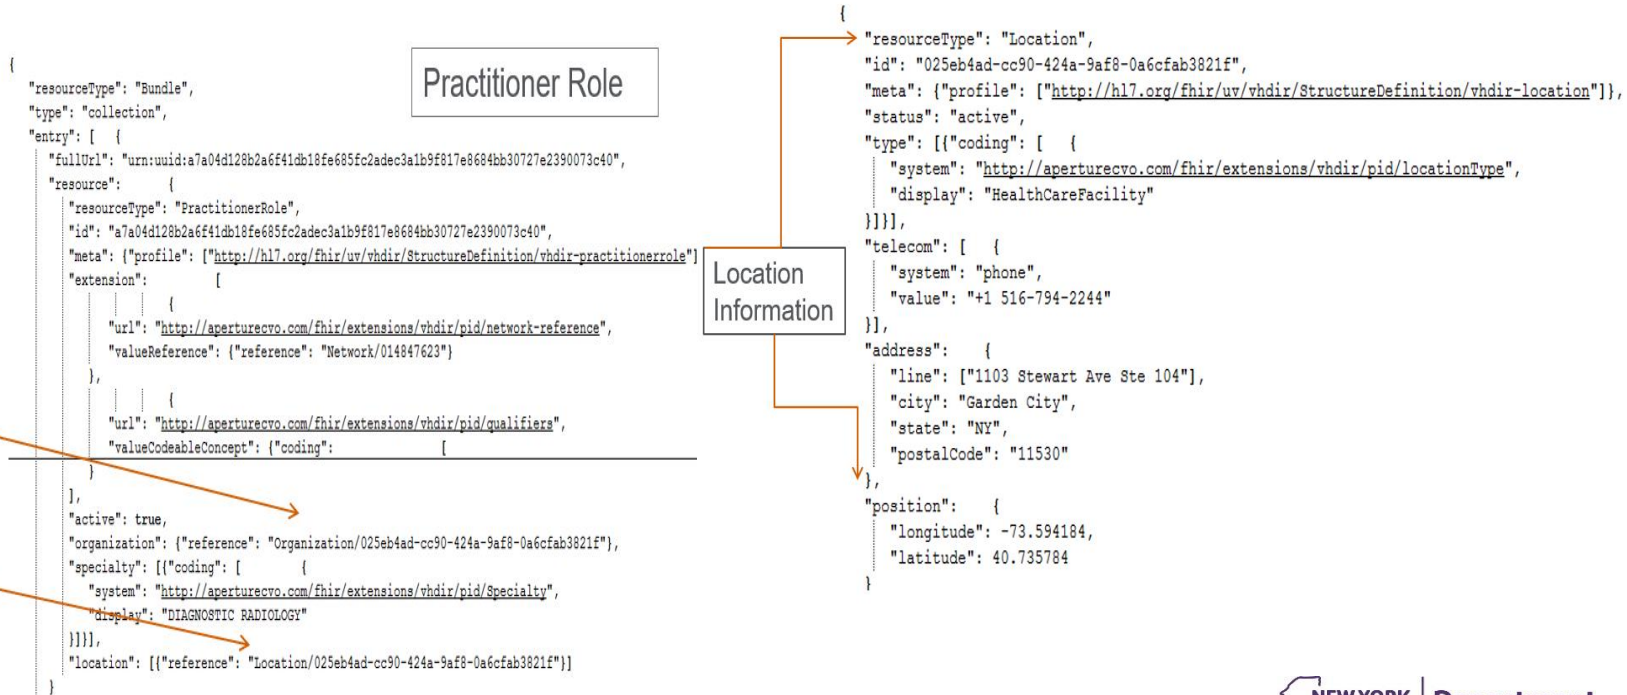 Practitioner Role
{
"resourceType": "Bundle",
"type": "collection",
"entry": [ {
"fullUrl": "urn:uuid:a7a04d128b2a6f41db18fe685fc2adec3a1b9f817e8684bb30727e2390073c40",
"resource": {
"resourceType": "PractitionerRole",
"id": "a7a04d128b2a6f41db18fe685fc2adec3a1b9f817e8684bb30727e2390073c40",
"meta": {"profile": ["http://hl7.org/fhir/uv/vhdir/StructureDefinition/vhdir-practitionerrole"]
"extension": [
{
"url": "http://aperturecvo.com/fhir/extensions/vhdir/pid/network-reference",
"valueReference": {"reference": "Network/014847623"}
},
{
"url": "http://aperturecvo.com/fhir/extensions/vhdir/pid/qualifiers",
"valueCodeableConcept": {"coding": [
}
],
"active": true,
"organization": {"reference": "Organization/025eb4ad-cc90-424a-9af8-0a6cfab3821f"},
"specialty": [{"coding": [ {
"system": "http://aperturecvo.com/fhir/extensions/vhdir/pid/Specialty",
"display": "DIAGNOSTIC RADIOLOGY"
}]}],
"location": [{"reference": "Location/025eb4ad-cc90-424a-9af8-0a6cfab3821f"}]
}
Location
Information
{
"resourceType": "Location",
"id": "025eb4ad-cc90-424a-9af8-0a6cfab3821f",
"meta": {"profile": ["http://hl7.org/fhir/uv/vhdir/StructureDefinition/vhdir-location"]},
"status": "active",
"type": [{"coding": [ {
"system": "http://aperturecvo.com/fhir/extensions/vhdir/pid/locationType",
"display": "HealthCareFacility"
}]}],
"telecom": [ {
"system": "phone",
"value": "+1 516-794-2244"
}],
"address": {
"line": ["1103 Stewart Ave Ste 104"],
"city": "Garden City",
"state": "NY",
"postalCode": "11530"
},
"position": {
"longitude": -73.594184,
"latitude": 40.735784
}
NEW YORK Department